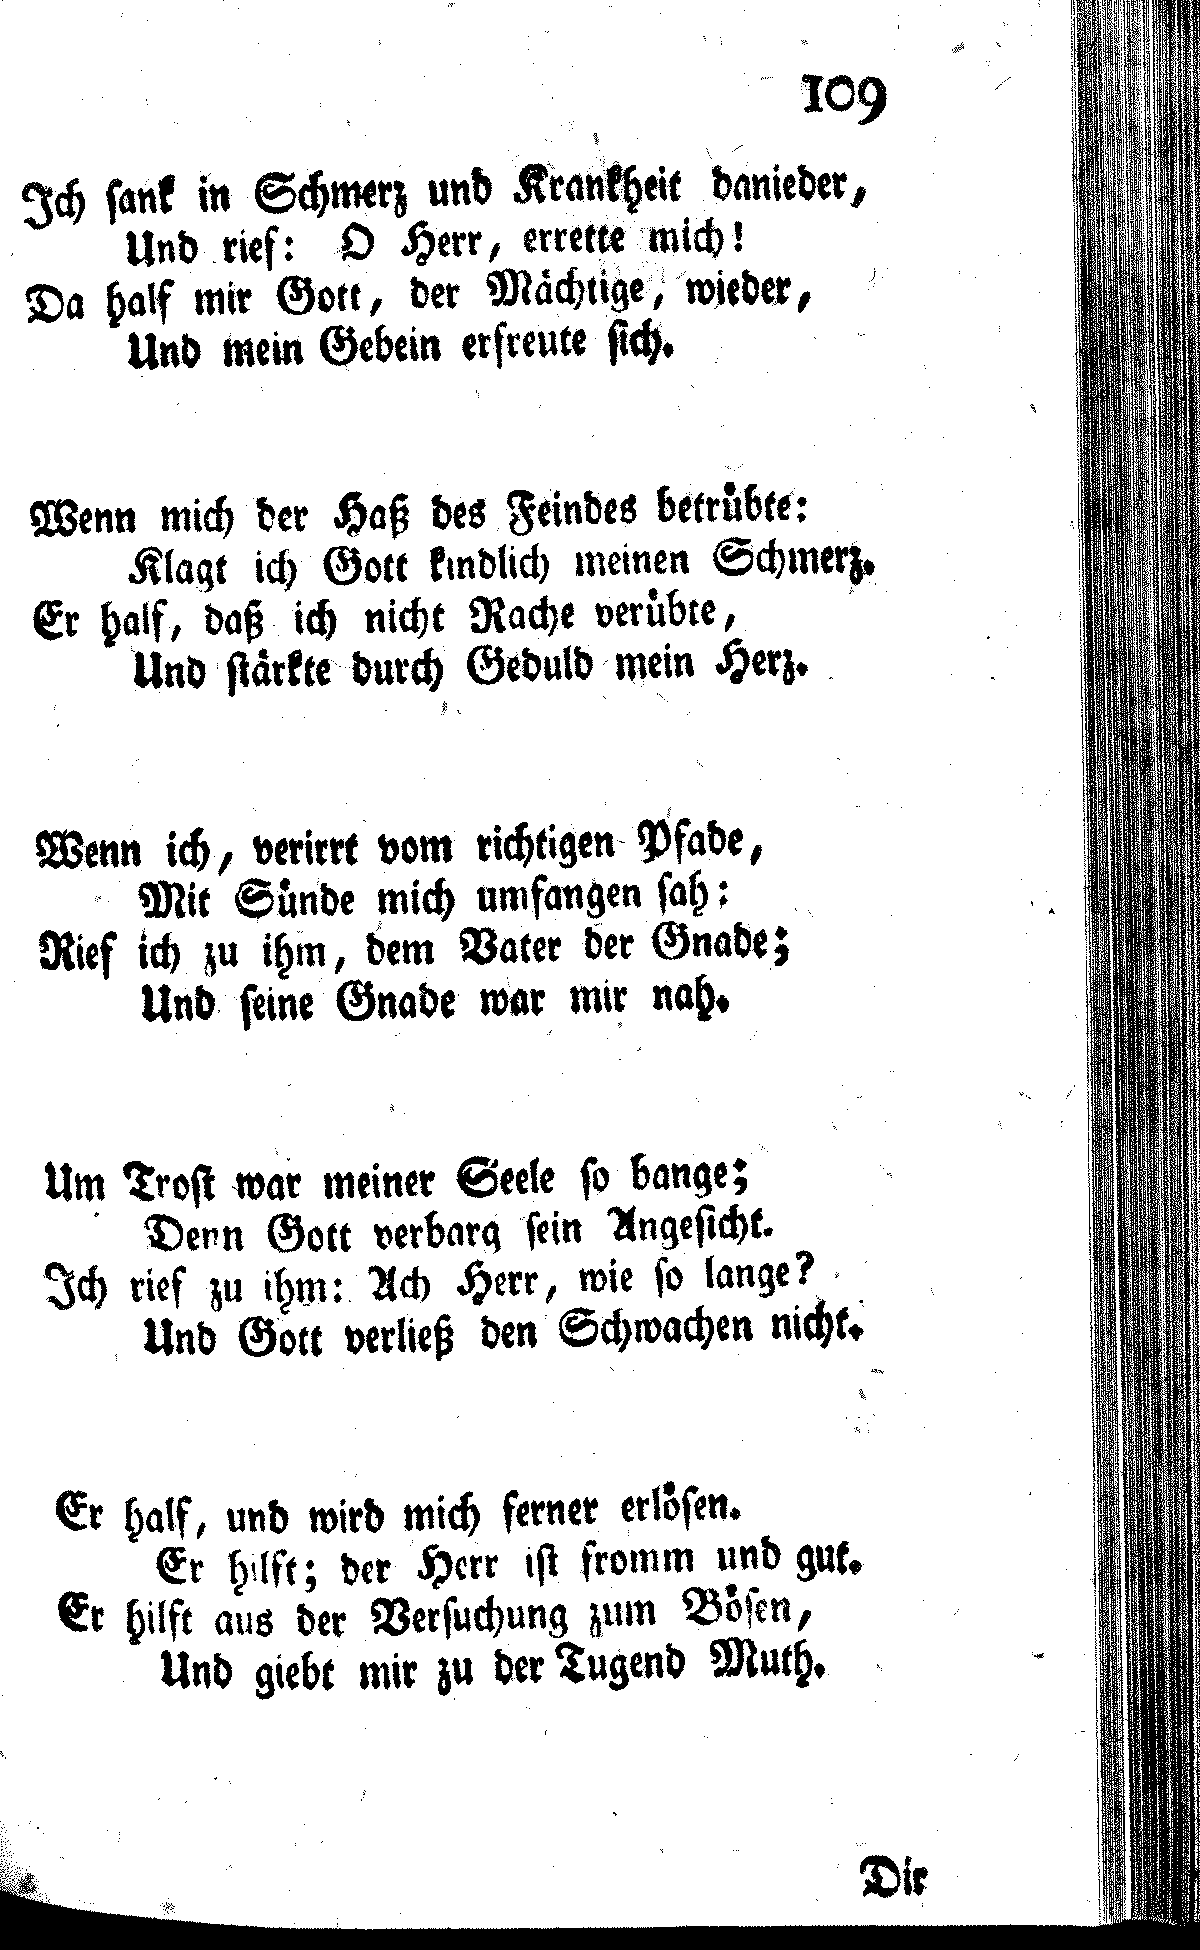 109
Ich sank in Schmerz und Krankheit danieder,
Und rief: O Herr, errette mich!
Da half mir Gott, der Mächtige, wieder,
Und mein Gebein erfreute sich.
Wenn mich der Haß des Feindes betrübte:
Klagt ich Gott kindlich meinen Schmerz.
Er half, daß ich nicht Rache verübte,
Und stärkte durch Geduld mein Herz.
Wenn ich, verirrt vom richtigen Pfade,
Mit Sünde mich umfangen sah:
Rief ich zu ihm, dem Vater der Gnade;
Und seine Gnade war mir nah.
Um Trost war meiner Seele so bange;
Denn Gott verbarg sein Angesicht.
Ich rief zu ihm: Ach Herr, wie so lange?
Und Gott verließ den Schwachen nicht.
Er half, und wird mich ferner erlösen.
Er hilft; der Herr ist fromm und gut.
Er hilft aus der Versuchung zum Bösen,
Und giebt mir zu der Tugend Muth.
Dir